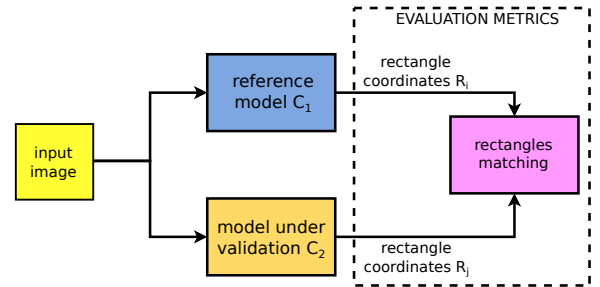 EVALUATION METRICS
rectangle
coordinates Rᵢ
reference
model C₁
input
image
rectangles
matching
model under
validation C₂
rectangle
coordinates Rⱼ